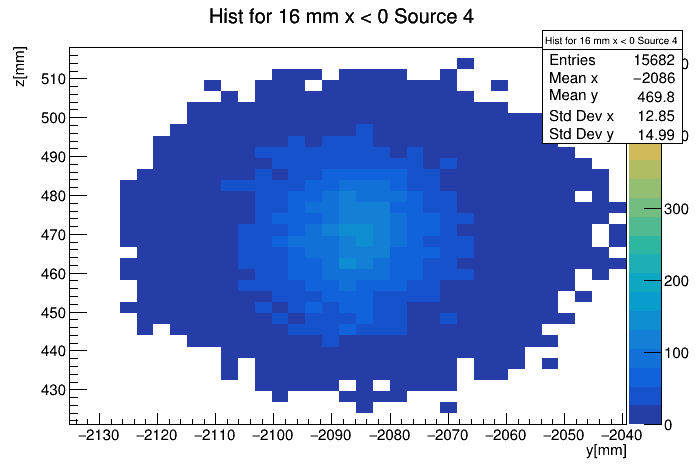 Hist for 16 mm x < 0 Source 4
Hist for 16 mm x < 0 Source 4
Entries 15682
Mean x −2086
Mean y 469.8
Std Dev x 12.85
Std Dev y 14.99
z[mm]
510
500
490
480
470
460
450
440
430
300
200
100
0
−2130 −2120 −2110 −2100 −2090 −2080 −2070 −2060 −2050 −2040
y[mm]